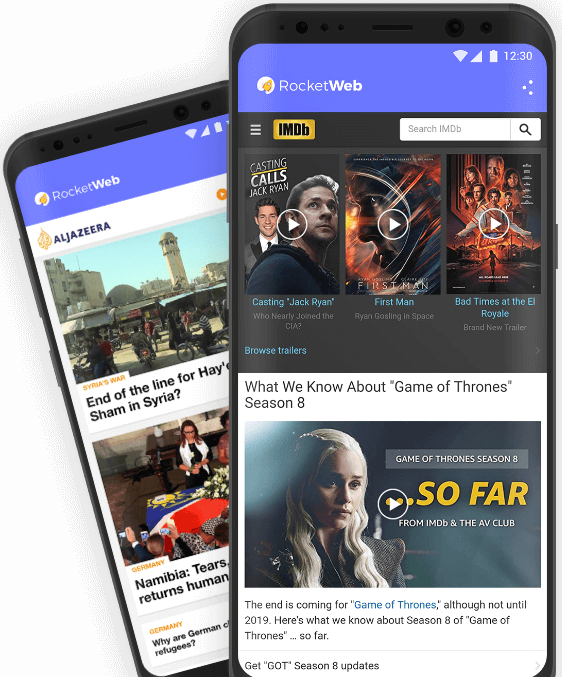 RocketWeb
ALJAZEERA
SYRIA'S WAR
End of the line for Hay'e
Sham in Syria?
GERMANY
Namibia: Tears,
returns human
GERMANY
Why are German c
refugees?
12:30
RocketWeb
IMDb
Search IMDb
CASTING
CALLS
JACK RYAN
FIRST MAN
Casting "Jack Ryan"
Who Nearly Joined the
CIA?
First Man
Ryan Gosling in Space
Bad Times at the El
Royale
Brand New Trailer
Browse trailers
What We Know About "Game of Thrones"
Season 8
GAME OF THRONES SEASON 8
...SO FAR
FROM IMDb & THE AV CLUB
The end is coming for "Game of Thrones," although not until
2019. Here's what we know about Season 8 of "Game of
Thrones" … so far.
Get "GOT" Season 8 updates